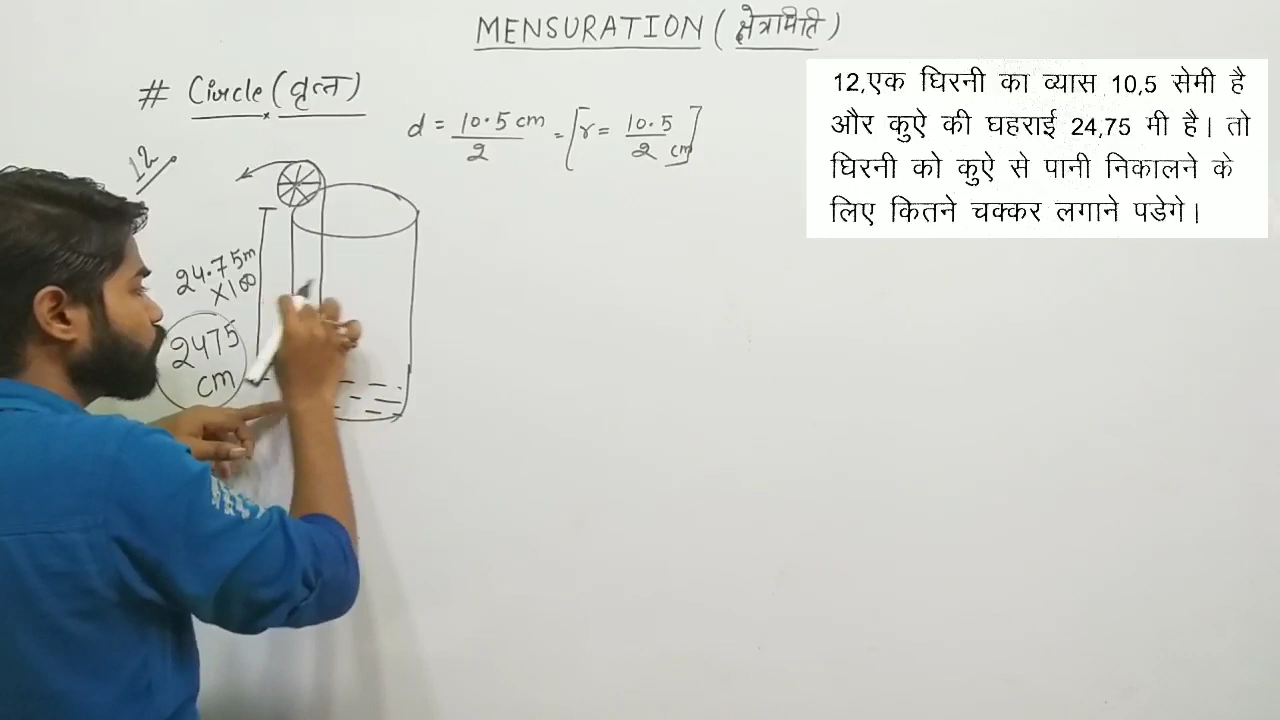 MENSURATION (क्षेत्रामिति)
# Circle (वृत्त)
12
d = 10.5 cm / 2 = [r = 10.5 / 2 cm]
24.75m
×100
2475
cm
12,एक घिरनी का व्यास 10,5 सेमी है
और कुऐ की घहराई 24,75 मी है। तो
घिरनी को कुऐ से पानी निकालने के
लिए कितने चक्कर लगाने पडेगे।